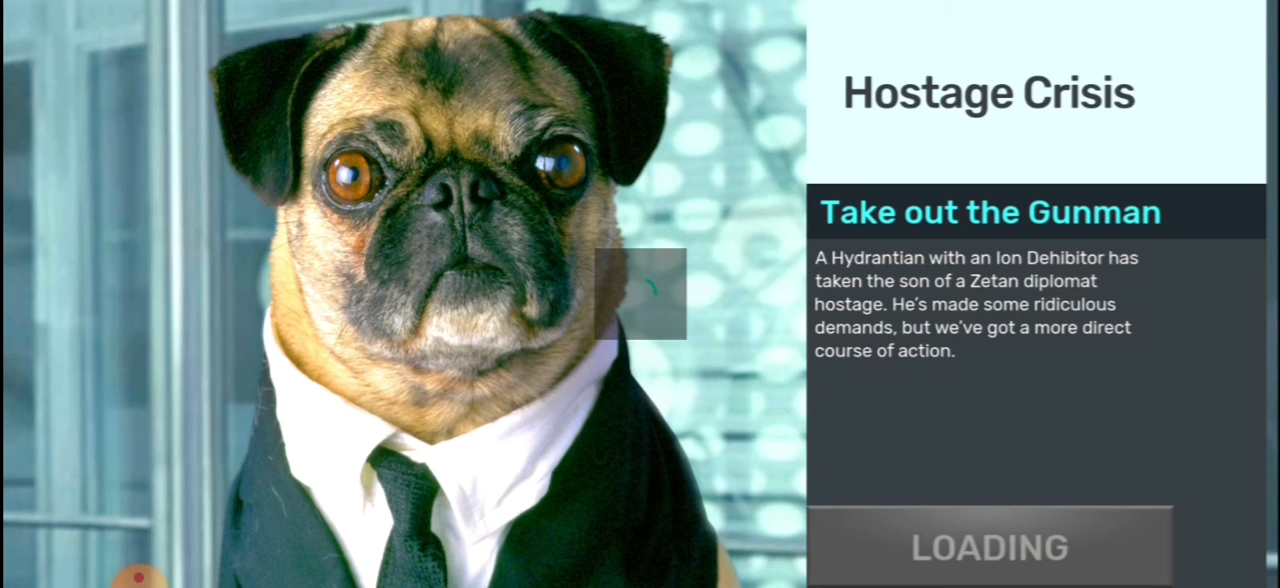 Hostage Crisis
Take out the Gunman
A Hydrantian with an Ion Dehibitor has
taken the son of a Zetan diplomat
hostage. He's made some ridiculous
demands, but we've got a more direct
course of action.
LOADING